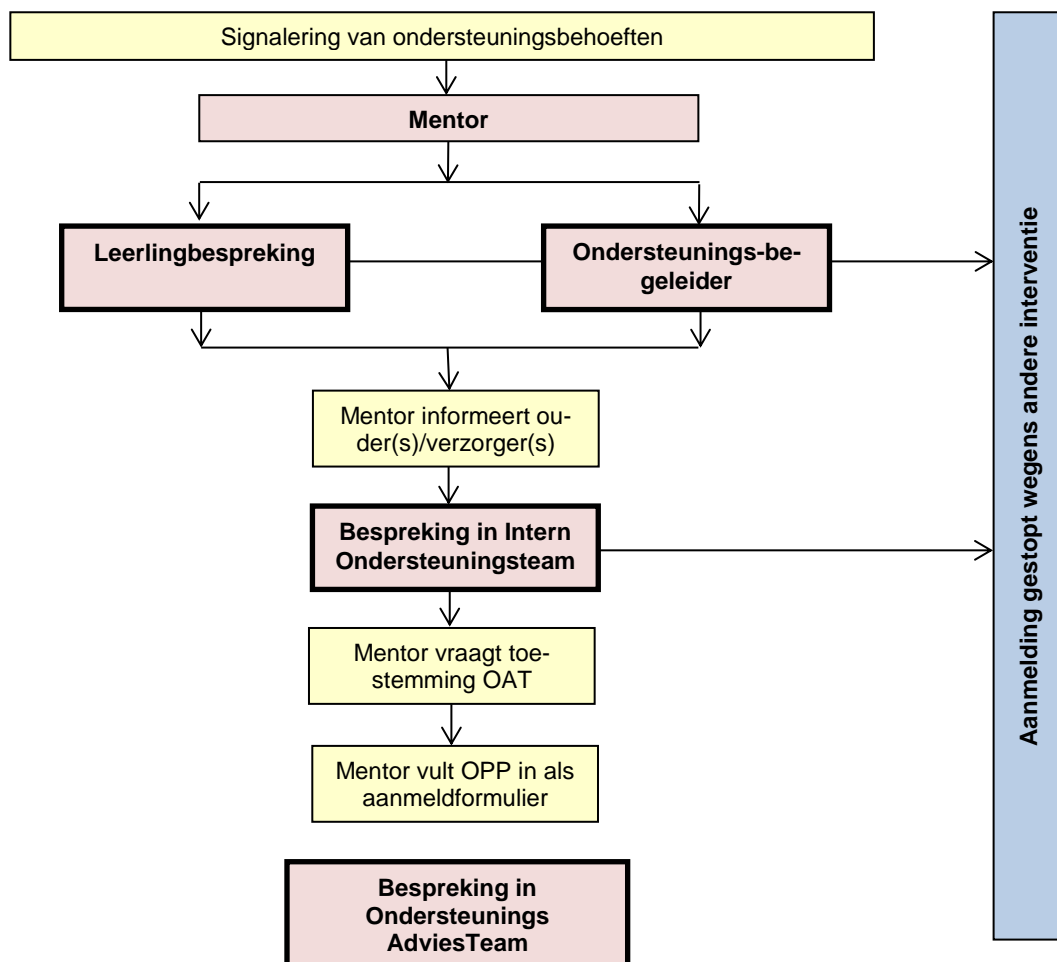 Signalering van ondersteuningsbehoeften
Mentor
Leerlingbespreking
Ondersteunings-be-
geleider
Mentor informeert ou-
der(s)/verzorger(s)
Bespreking in Intern
Ondersteuningsteam
Mentor vraagt toe-
stemming OAT
Mentor vult OPP in als
aanmeldformulier
Bespreking in
Ondersteunings
AdviesTeam
Aanmelding gestopt wegens andere interventie